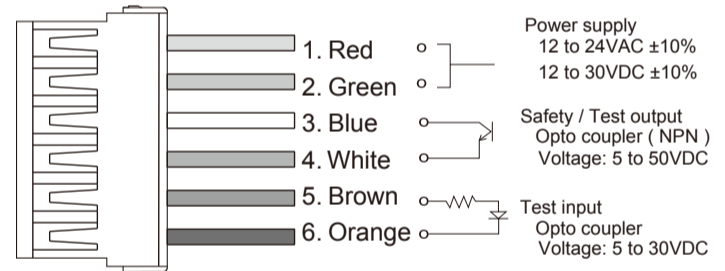 1. Red
2. Green
3. Blue
4. White
5. Brown
6. Orange
Power supply
12 to 24VAC ±10%
12 to 30VDC ±10%
Safety / Test output
Opto coupler ( NPN )
Voltage: 5 to 50VDC
Test input
Opto coupler
Voltage: 5 to 30VDC